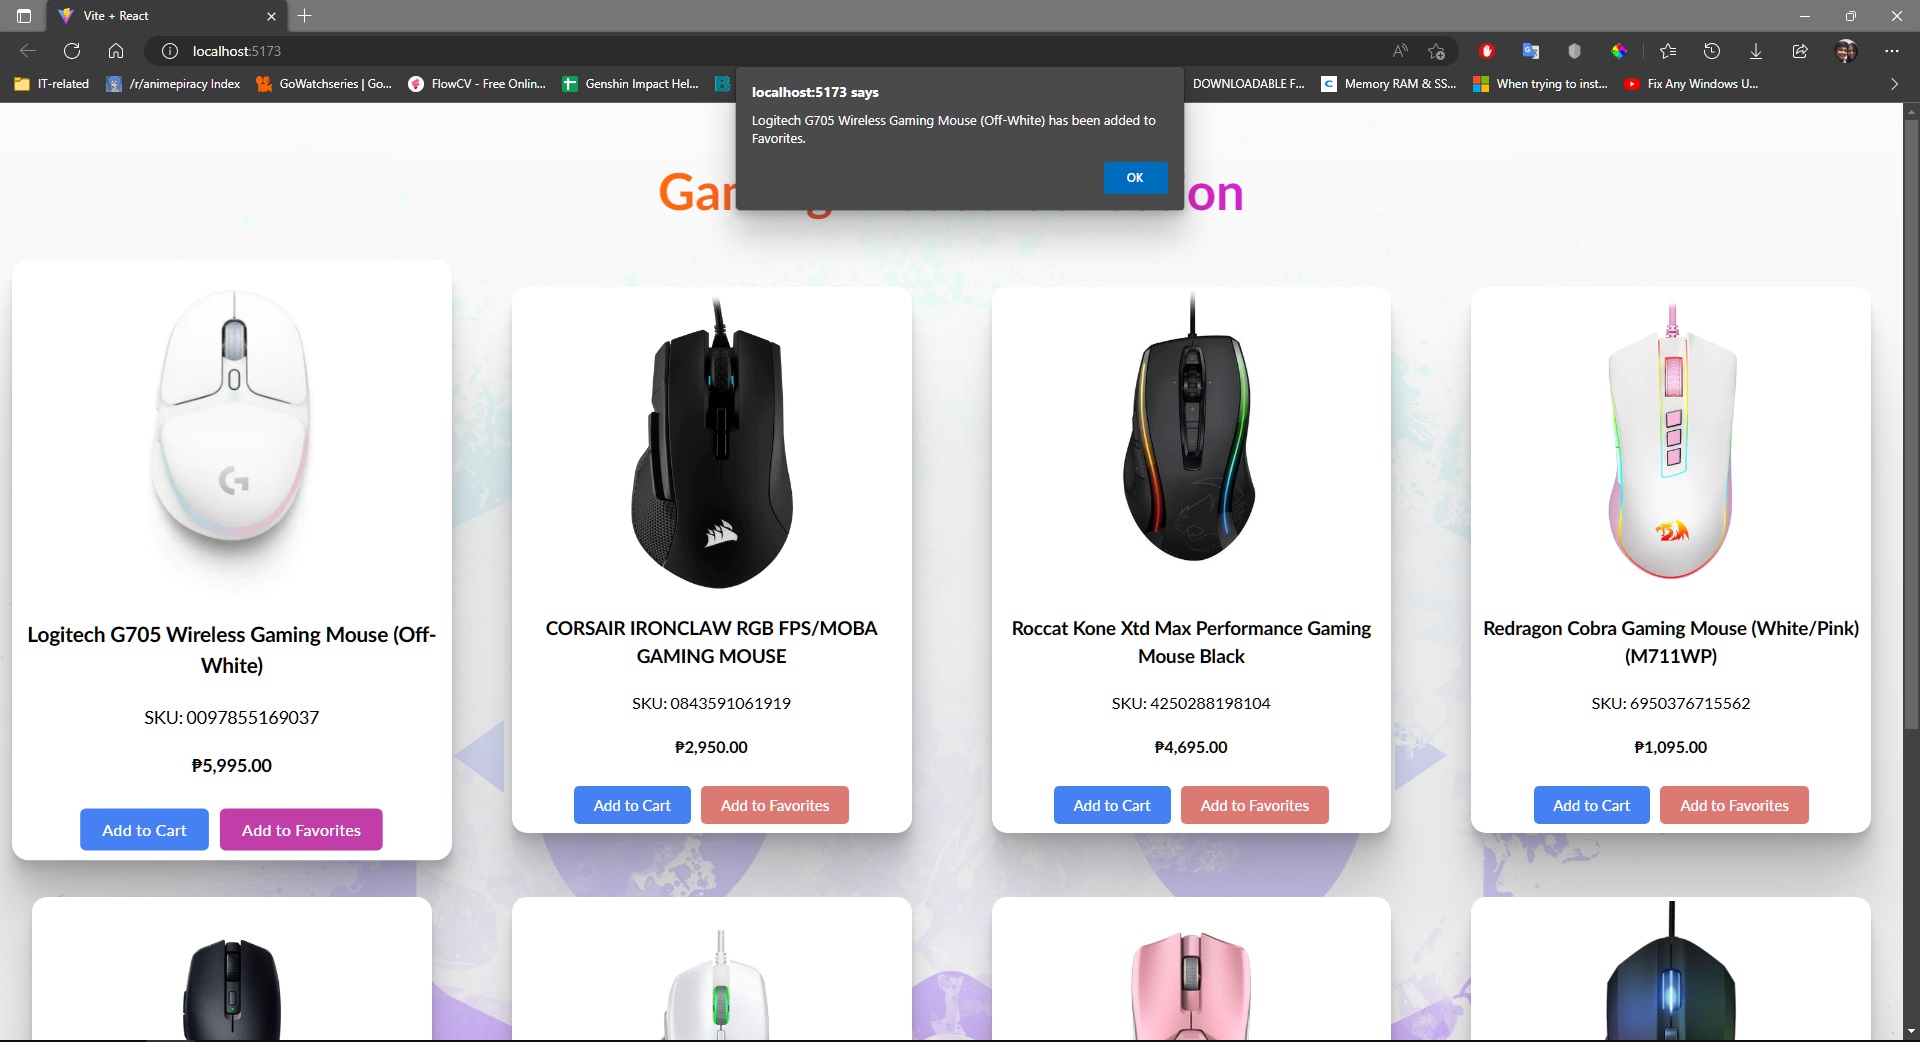 Vite + React
localhost:5173
IT-related
/r/animepiracy Index
GoWatchseries | Go...
FlowCV - Free Onlin...
Genshin Impact Hel...
DOWNLOADABLE F...
Memory RAM & SS...
When trying to inst...
Fix Any Windows U...
localhost:5173 says
Logitech G705 Wireless Gaming Mouse (Off-White) has been added to
Favorites.
OK
Logitech G705 Wireless Gaming Mouse (Off-
White)
SKU: 0097855169037
₱5,995.00
Add to Cart
Add to Favorites
CORSAIR IRONCLAW RGB FPS/MOBA
GAMING MOUSE
SKU: 0843591061919
₱2,950.00
Add to Cart
Add to Favorites
Roccat Kone Xtd Max Performance Gaming
Mouse Black
SKU: 4250288198104
₱4,695.00
Add to Cart
Add to Favorites
Redragon Cobra Gaming Mouse (White/Pink)
(M711WP)
SKU: 6950376715562
₱1,095.00
Add to Cart
Add to Favorites